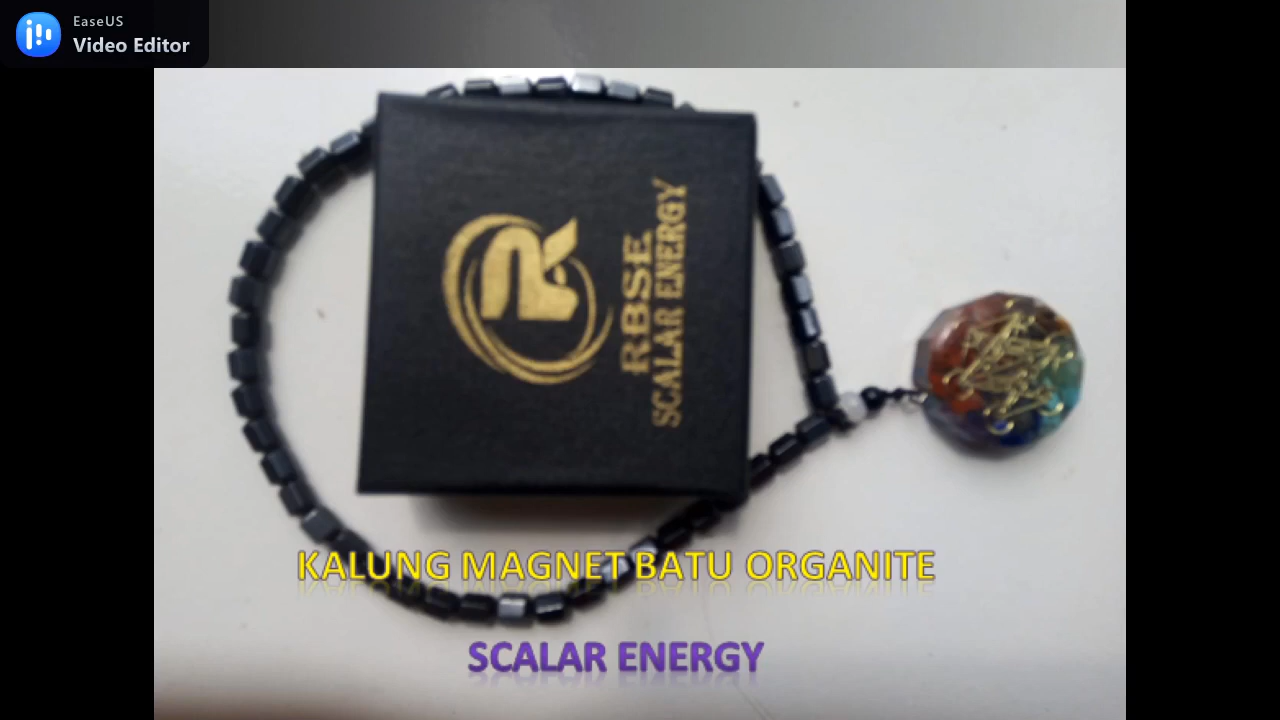 EaseUS
Video Editor
R
RBSE
SCALAR ENERGY
KALUNG MAGNET BATU ORGANITE
SCALAR ENERGY